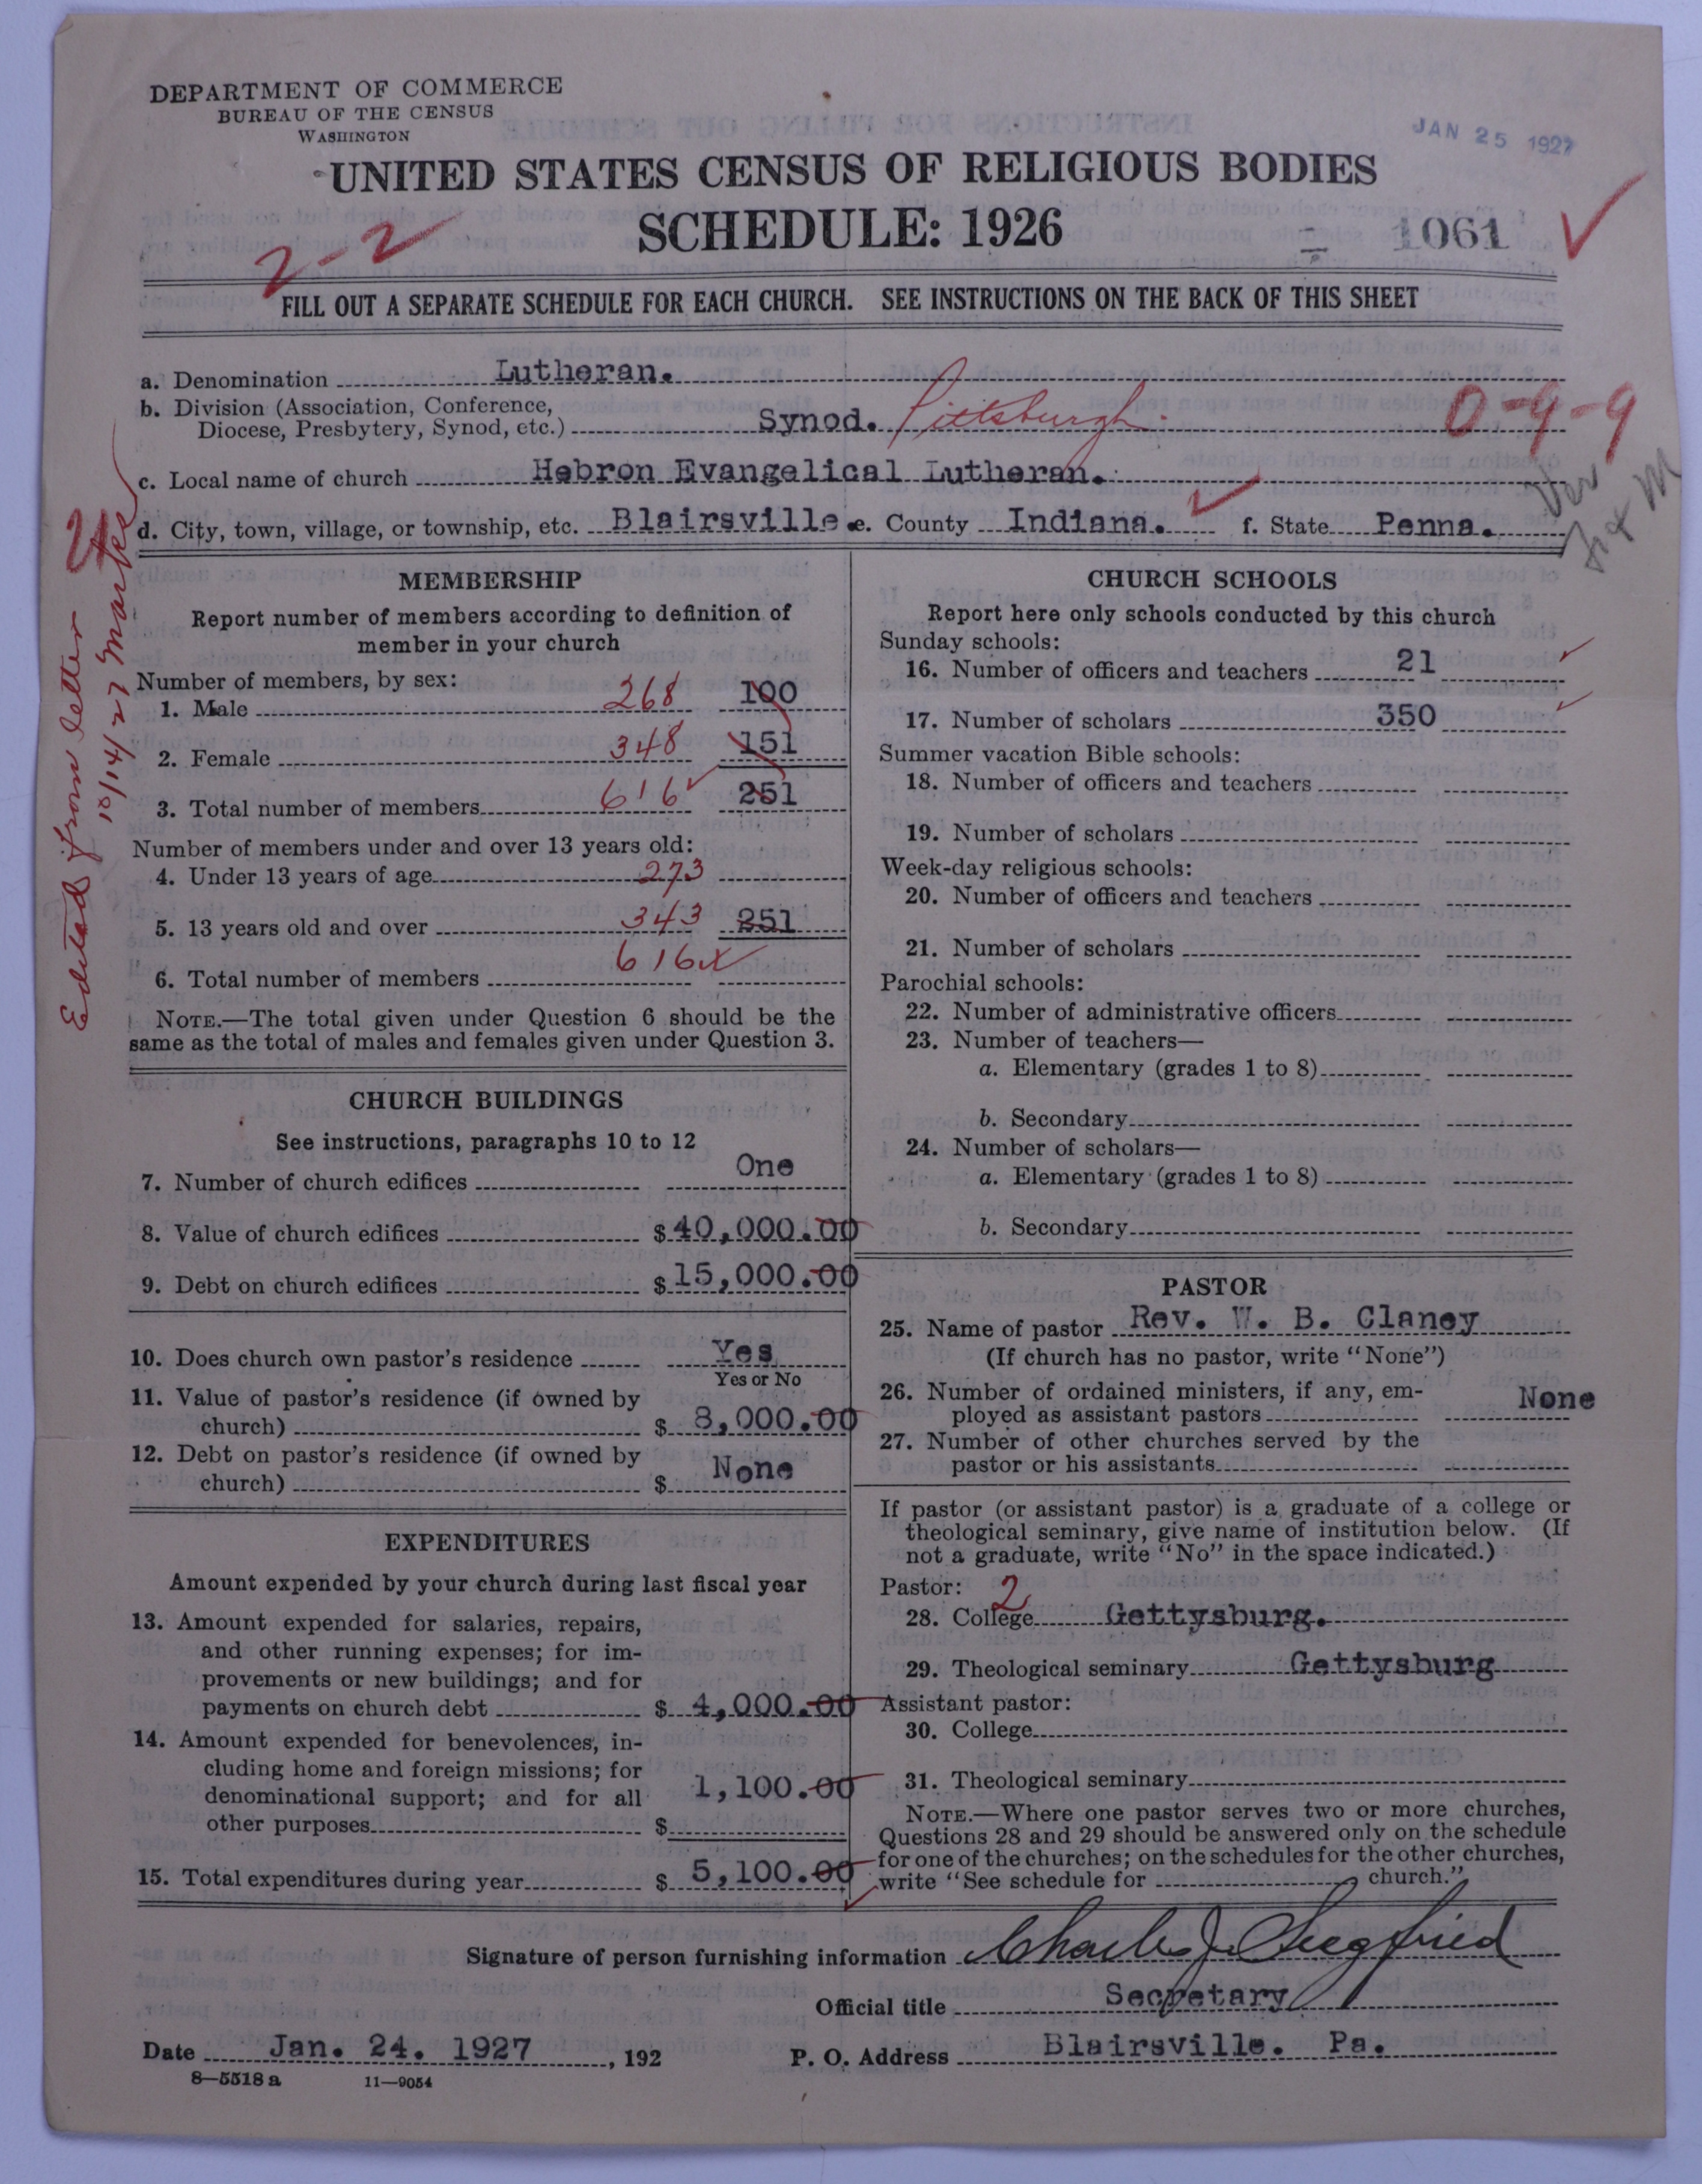 DEPARTMENT OF COMMERCE
BUREAU OF THE CENSUS
WASHINGTON
JAN 25 1927
UNITED STATES CENSUS OF RELIGIOUS BODIES
SCHEDULE: 1926
1061
2-2
FILL OUT A SEPARATE SCHEDULE FOR EACH CHURCH. SEE INSTRUCTIONS ON THE BACK OF THIS SHEET
a. Denomination Lutheran.
b. Division (Association, Conference,
Diocese, Presbytery, Synod, etc.) Synod. Pittsburgh. 0-9-9
c. Local name of church Hebron Evangelical Lutheran.
d. City, town, village, or township, etc. Blairsville. e. County Indiana. f. State Penna.
Edited from letter
10/14/27
MEMBERSHIP
Report number of members according to definition of
member in your church
Number of members, by sex:
1. Male 268 100
2. Female 348 151
3. Total number of members 616 251
Number of members under and over 13 years old:
4. Under 13 years of age 273
5. 13 years old and over 343 251
6. Total number of members 616
NOTE.—The total given under Question 6 should be the
same as the total of males and females given under Question 3.
CHURCH BUILDINGS
See instructions, paragraphs 10 to 12
7. Number of church edifices One
8. Value of church edifices $40,000.00
9. Debt on church edifices $15,000.00
10. Does church own pastor's residence Yes
Yes or No
11. Value of pastor's residence (if owned by
church) $ 8,000.00
12. Debt on pastor's residence (if owned by
church) $ None
EXPENDITURES
Amount expended by your church during last fiscal year
13. Amount expended for salaries, repairs,
and other running expenses; for im-
provements or new buildings; and for
payments on church debt $ 4,000.00
14. Amount expended for benevolences, in-
cluding home and foreign missions; for
denominational support; and for all
other purposes $ 1,100.00
15. Total expenditures during year $ 5,100.00
CHURCH SCHOOLS
Report here only schools conducted by this church
Sunday schools:
16. Number of officers and teachers 21
17. Number of scholars 350
Summer vacation Bible schools:
18. Number of officers and teachers
19. Number of scholars
Week-day religious schools:
20. Number of officers and teachers
21. Number of scholars
Parochial schools:
22. Number of administrative officers
23. Number of teachers—
a. Elementary (grades 1 to 8)
b. Secondary
24. Number of scholars—
a. Elementary (grades 1 to 8)
b. Secondary
PASTOR
25. Name of pastor Rev. W. B. Claney
(If church has no pastor, write "None")
26. Number of ordained ministers, if any, em-
ployed as assistant pastors None
27. Number of other churches served by the
pastor or his assistants
If pastor (or assistant pastor) is a graduate of a college or
theological seminary, give name of institution below. (If
not a graduate, write "No" in the space indicated.)
Pastor: 2
28. College Gettysburg.
29. Theological seminary Gettysburg
Assistant pastor:
30. College
31. Theological seminary
NOTE.—Where one pastor serves two or more churches,
Questions 28 and 29 should be answered only on the schedule
for one of the churches; on the schedules for the other churches,
write "See schedule for church."
Signature of person furnishing information Charles J. Siegfried
Official title Secretary
Date Jan. 24. 1927, 192
P. O. Address Blairsville. Pa.
8—5518 a 11—9054